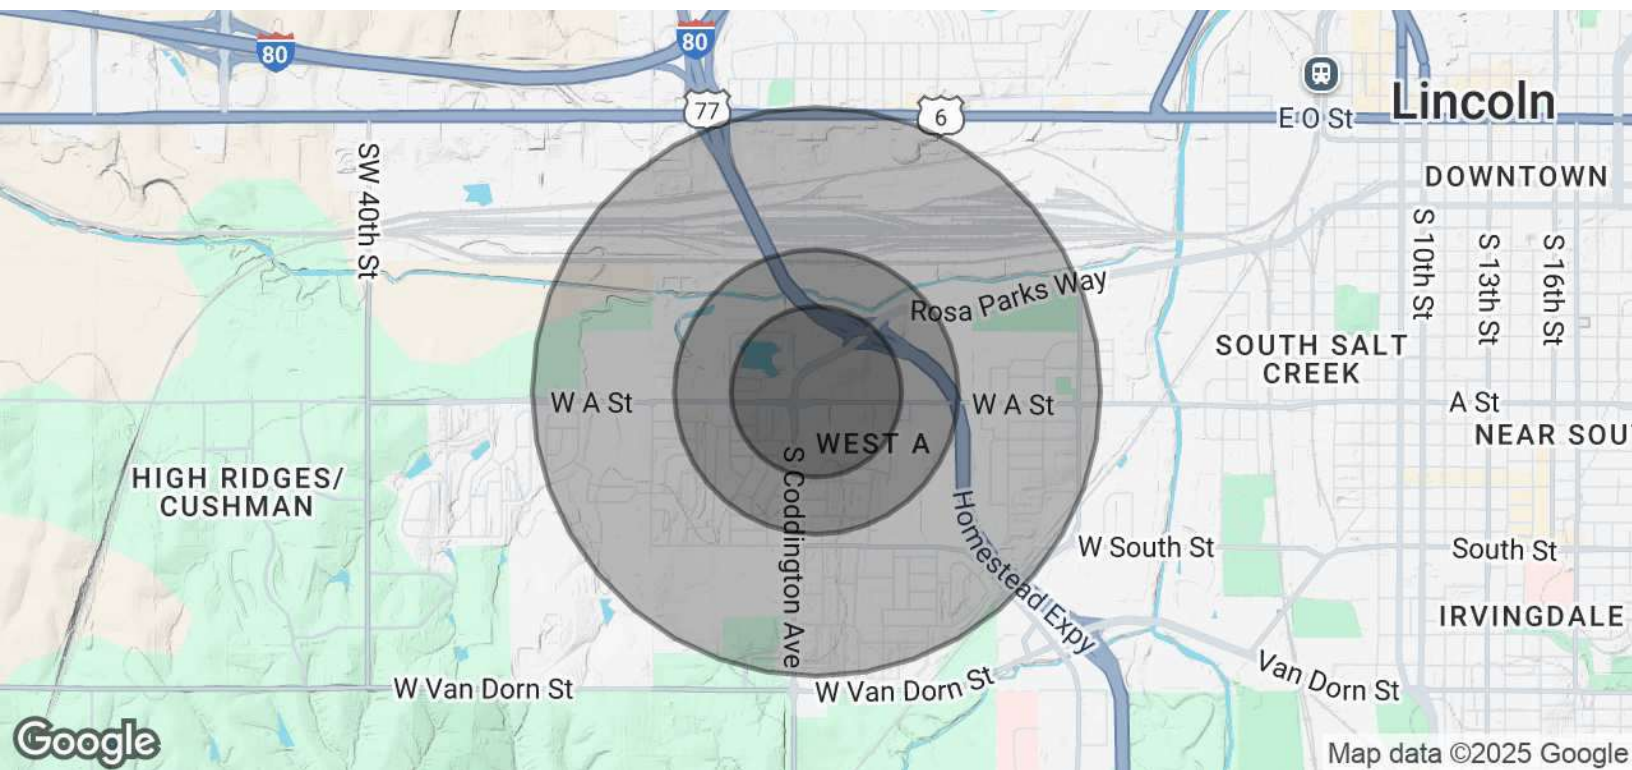 80
80
77
6
E O St
Lincoln
DOWNTOWN
SW 40th St
S 10th St
S 13th St
S 16th St
Rosa Parks Way
SOUTH SALT
CREEK
W A St
W A St
A St
WEST A
NEAR SOU
HIGH RIDGES/
CUSHMAN
S Coddington Ave
Homestead Expy
W South St
South St
IRVINGDALE
W Van Dorn St
W Van Dorn St
Van Dorn St
Google
Map data ©2025 Google